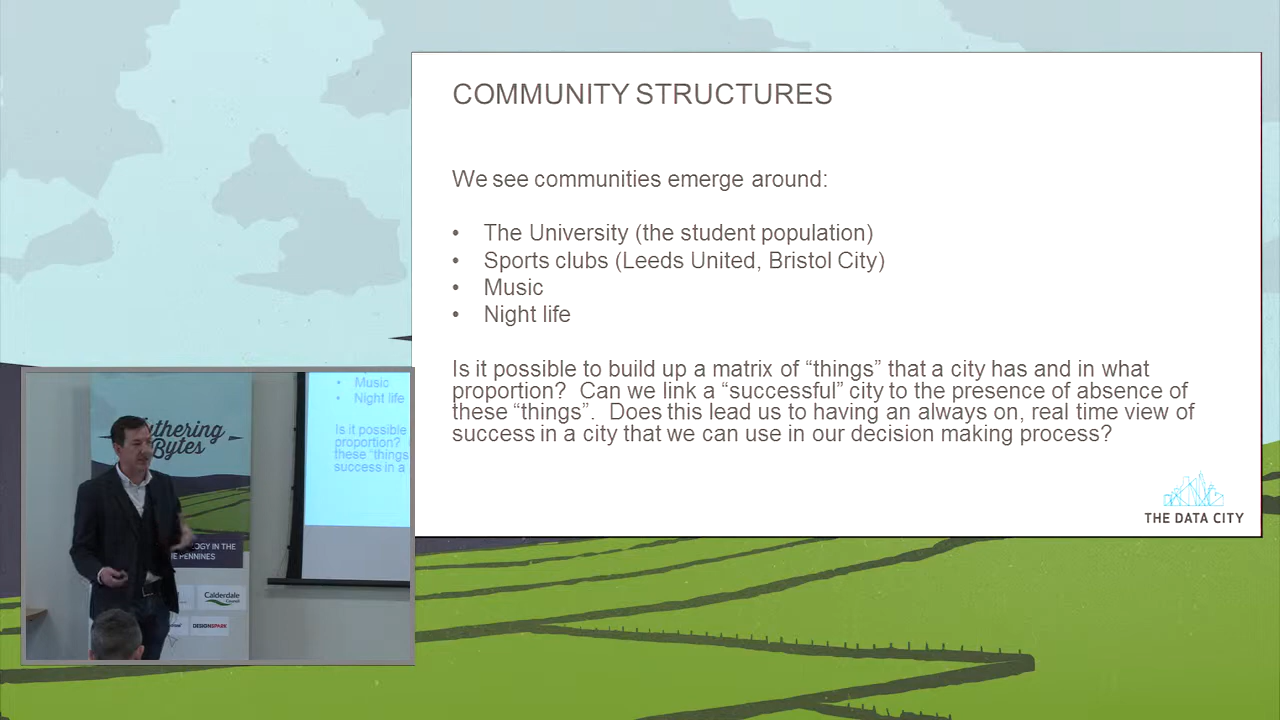 COMMUNITY STRUCTURES
We see communities emerge around:
• The University (the student population)
• Sports clubs (Leeds United, Bristol City)
• Music
• Night life
Is it possible to build up a matrix of “things” that a city has and in what
proportion? Can we link a “successful” city to the presence of absence of
these “things”. Does this lead us to having an always on, real time view of
success in a city that we can use in our decision making process?
THE DATA CITY
• Music
• Night life
Is it possible
proportion?
these “things
success in a
Bytes
IN THE
PENNINES
Calderdale
Council
DESIGNSPARK